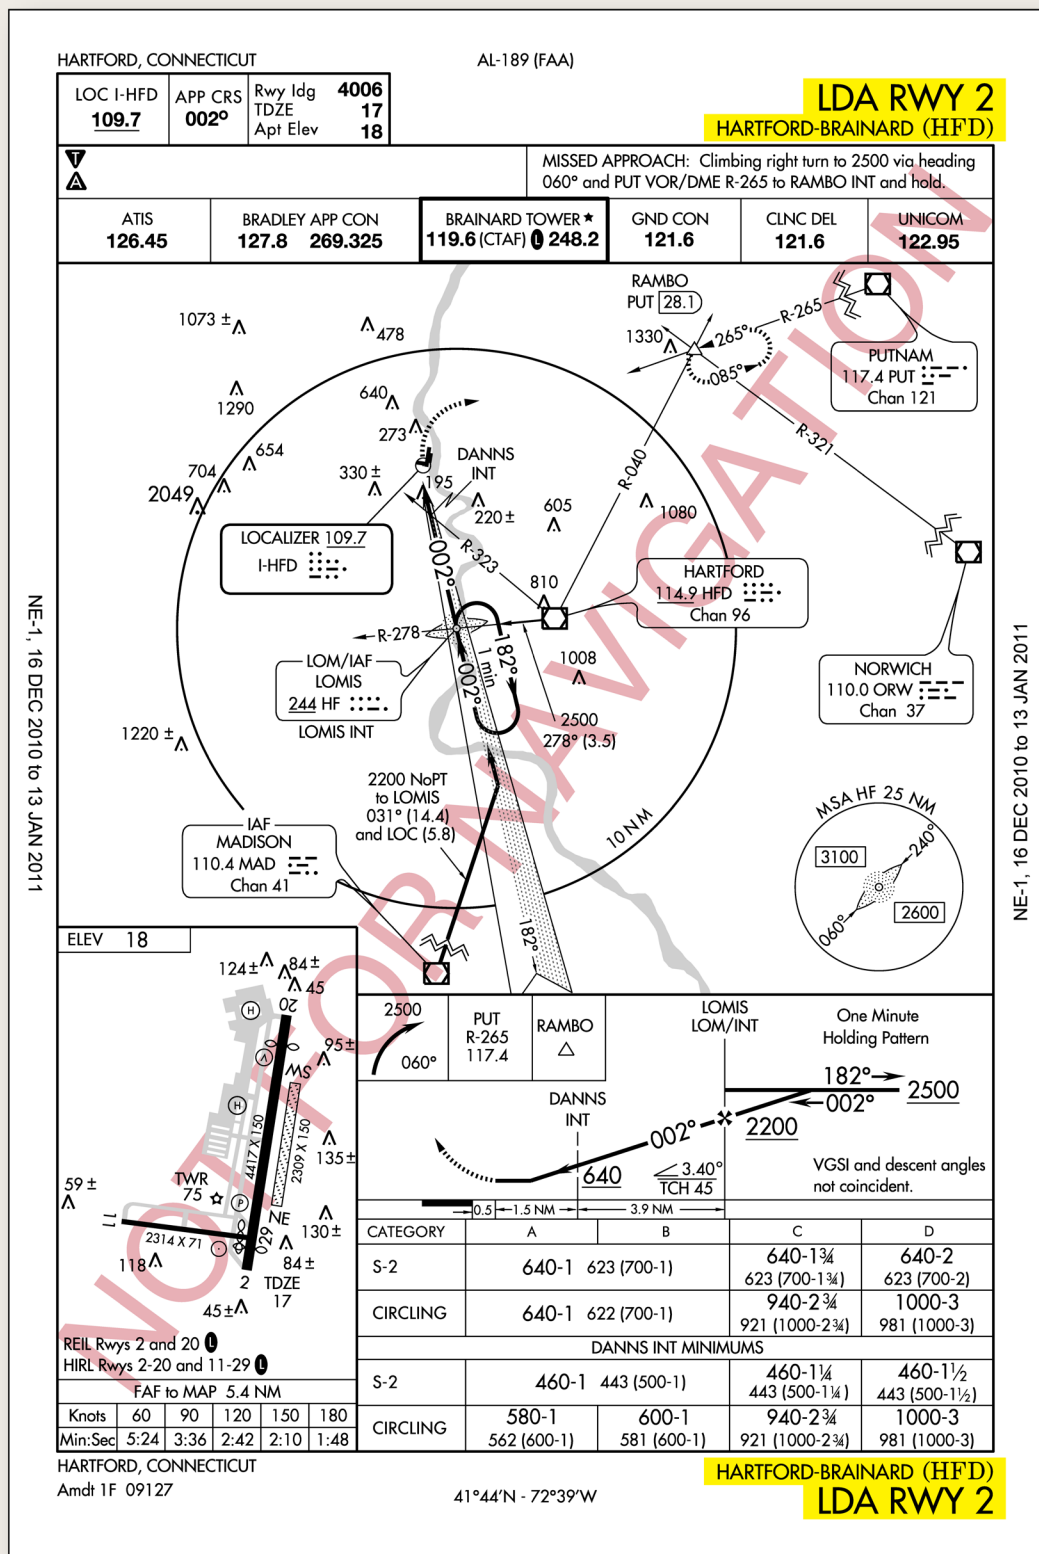 HARTFORD, CONNECTICUT
AL-189 (FAA)
LOC I-HFD
109.7
APP CRS
002°
Rwy Idg 4006
TDZE 17
Apt Elev 18
LDA RWY 2
HARTFORD-BRAINARD (HFD)
T
A
MISSED APPROACH: Climbing right turn to 2500 via heading
060° and PUT VOR/DME R-265 to RAMBO INT and hold.
ATIS
126.45
BRADLEY APP CON
127.8 269.325
BRAINARD TOWER ★
119.6 (CTAF) L 248.2
GND CON
121.6
CLNC DEL
121.6
UNICOM
122.95
NOT FOR NAVIGATION
RAMBO
PUT 28.1
R-265
1073 ±
478
1330
265°
085°
PUTNAM
117.4 PUT
Chan 121
1290
640
273
654
704
2049
330 ±
195
DANNS
INT
220 ±
605
1080
R-040
R-321
LOCALIZER 109.7
I-HFD
002°
R-323
810
HARTFORD
114.9 HFD
Chan 96
R-278
182°
1 min
002°
LOM/IAF
LOMIS
244 HF
LOMIS INT
1008
2500
278° (3.5)
NORWICH
110.0 ORW
Chan 37
1220 ±
2200 NoPT
to LOMIS
031° (14.4)
and LOC (5.8)
10 NM
IAF
MADISON
110.4 MAD
Chan 41
182°
MSA HF 25 NM
3100
240°
2600
060°
NE-1, 16 DEC 2010 to 13 JAN 2011
NE-1, 16 DEC 2010 to 13 JAN 2011
ELEV 18
124 ±
84 ±
45
20
H
V
95 ±
SW
H
4417 X 150
2309 X 150
135 ±
TWR
75
P
59 ±
11
2314 X 71
NE
029
130 ±
118
84 ±
2
TDZE
17
45 ±
REIL Rwys 2 and 20 L
HIRL Rwys 2-20 and 11-29 L
FAF to MAP 5.4 NM
Knots 60 90 120 150 180
Min:Sec 5:24 3:36 2:42 2:10 1:48
2500
060°
PUT
R-265
117.4
RAMBO
LOMIS
LOM/INT
One Minute
Holding Pattern
182°
2500
002°
2200
DANNS
INT
002°
640
3.40°
TCH 45
VGSI and descent angles
not coincident.
0.5
1.5 NM
3.9 NM
CATEGORY A B C D
S-2 640-1 623 (700-1) 640-1¾ 640-2
623 (700-1¾) 623 (700-2)
CIRCLING 640-1 622 (700-1) 940-2¾ 1000-3
921 (1000-2¾) 981 (1000-3)
DANNS INT MINIMUMS
S-2 460-1 443 (500-1) 460-1¼ 460-1½
443 (500-1¼) 443 (500-1½)
CIRCLING 580-1 600-1 940-2¾ 1000-3
562 (600-1) 581 (600-1) 921 (1000-2¾) 981 (1000-3)
HARTFORD, CONNECTICUT
Amdt 1F 09127
41°44'N - 72°39'W
HARTFORD-BRAINARD (HFD)
LDA RWY 2